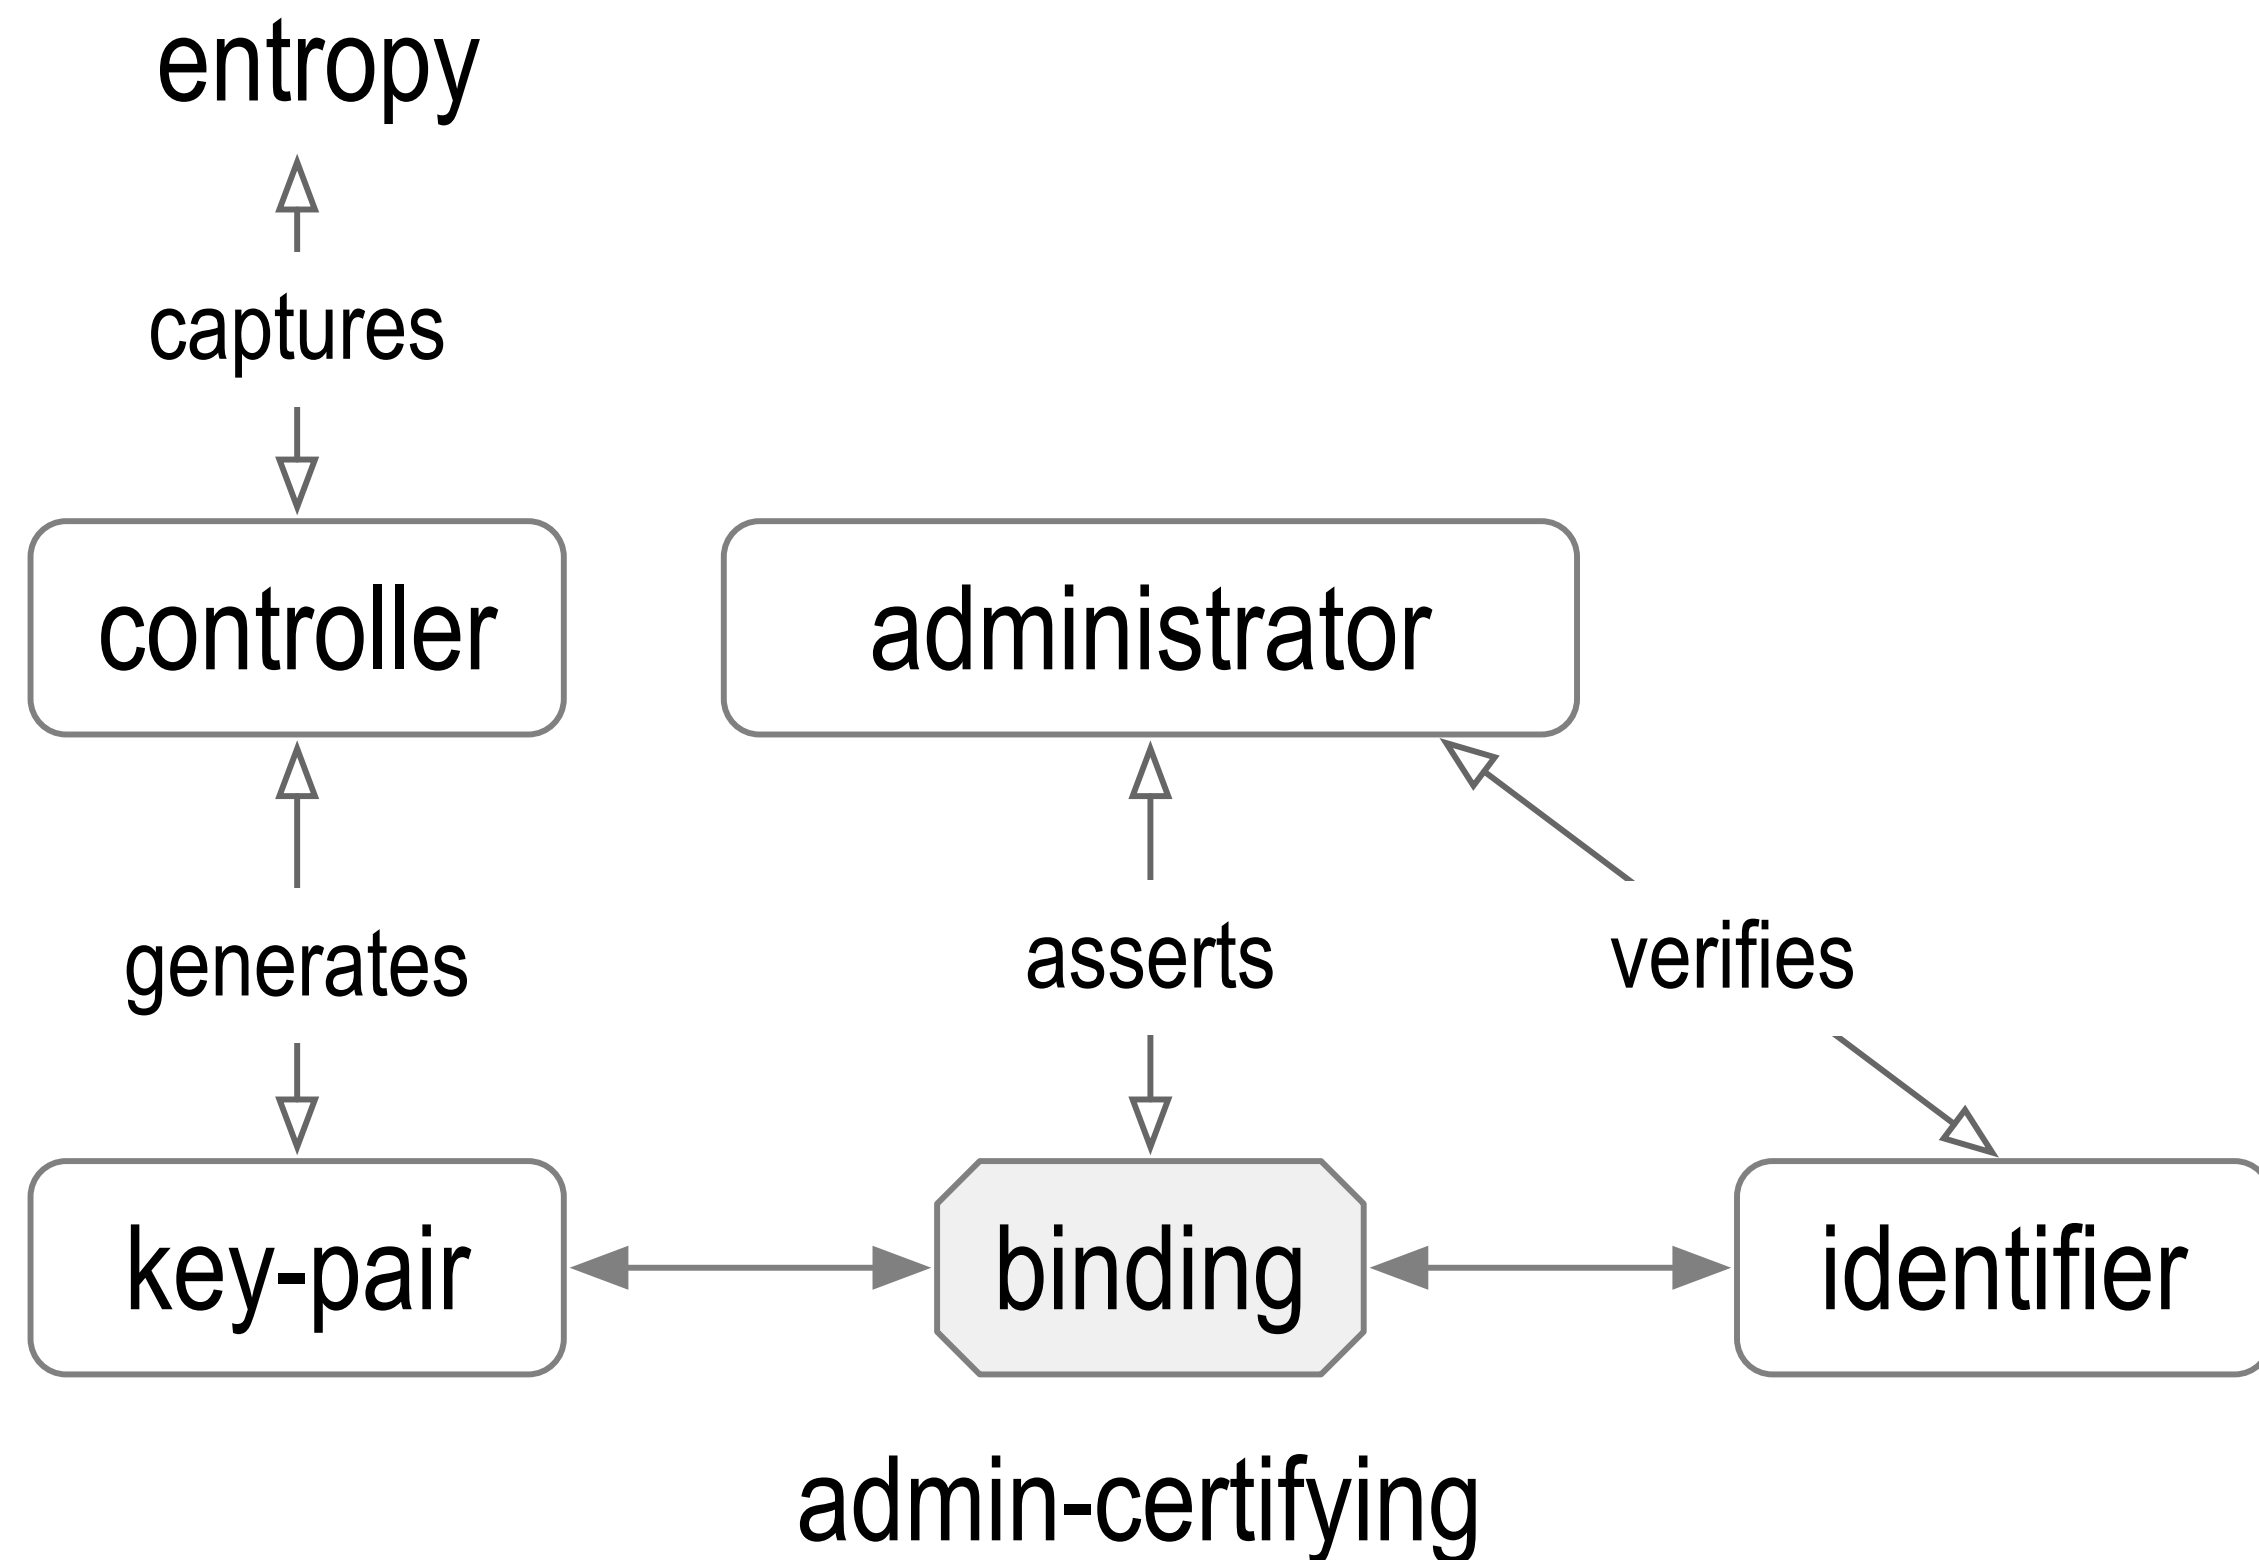 entropy
captures
controller
administrator
generates
asserts
verifies
key-pair
binding
identifier
admin-certifying